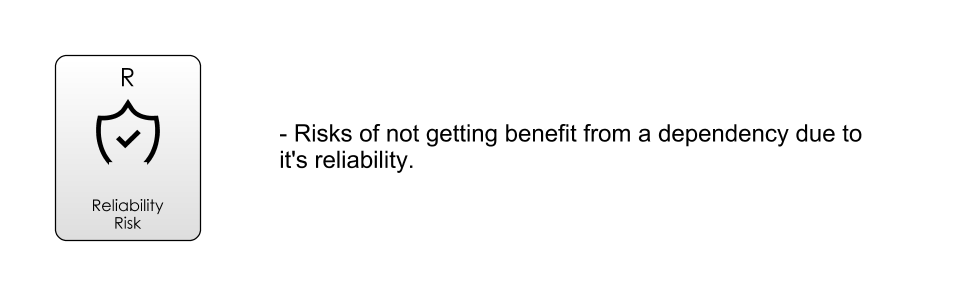 R
Reliability
Risk
- Risks of not getting benefit from a dependency due to
it's reliability.